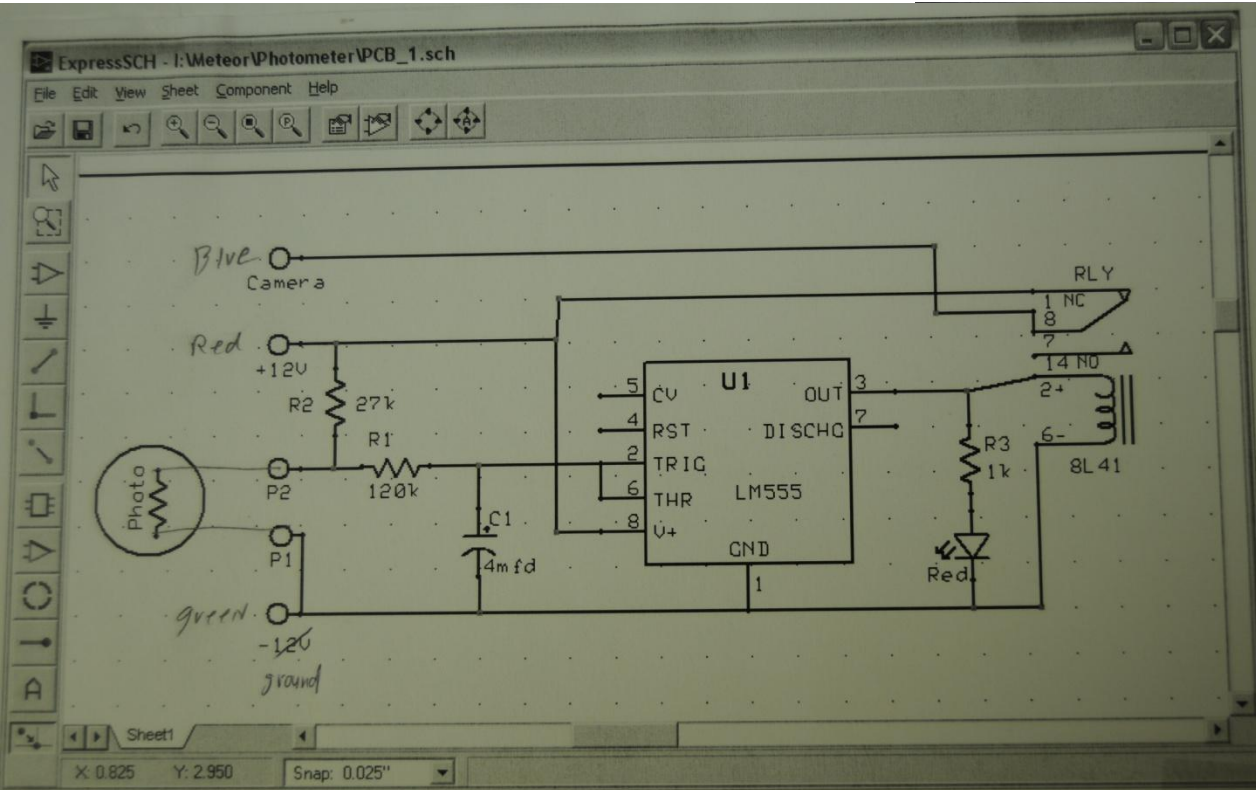 ExpressSCH - I:\Meteor\Photometer\PCB_1.sch
File Edit View Sheet Component Help
Blue
Camera
RLY
1 NC
8
7
14 NO
Red
+12V
R2 27k
R1
120k
P2
Photo
P1
C1
+
4mfd
green
-12V
ground
U1
5 CV
4 RST
2 TRIG
6 THR
8 V+
OUT 3
DISCHG 7
LM555
GND
1
R3
1k
Red
2+
6-
8L41
A
Sheet1
X: 0.825 Y: 2.950 Snap: 0.025"